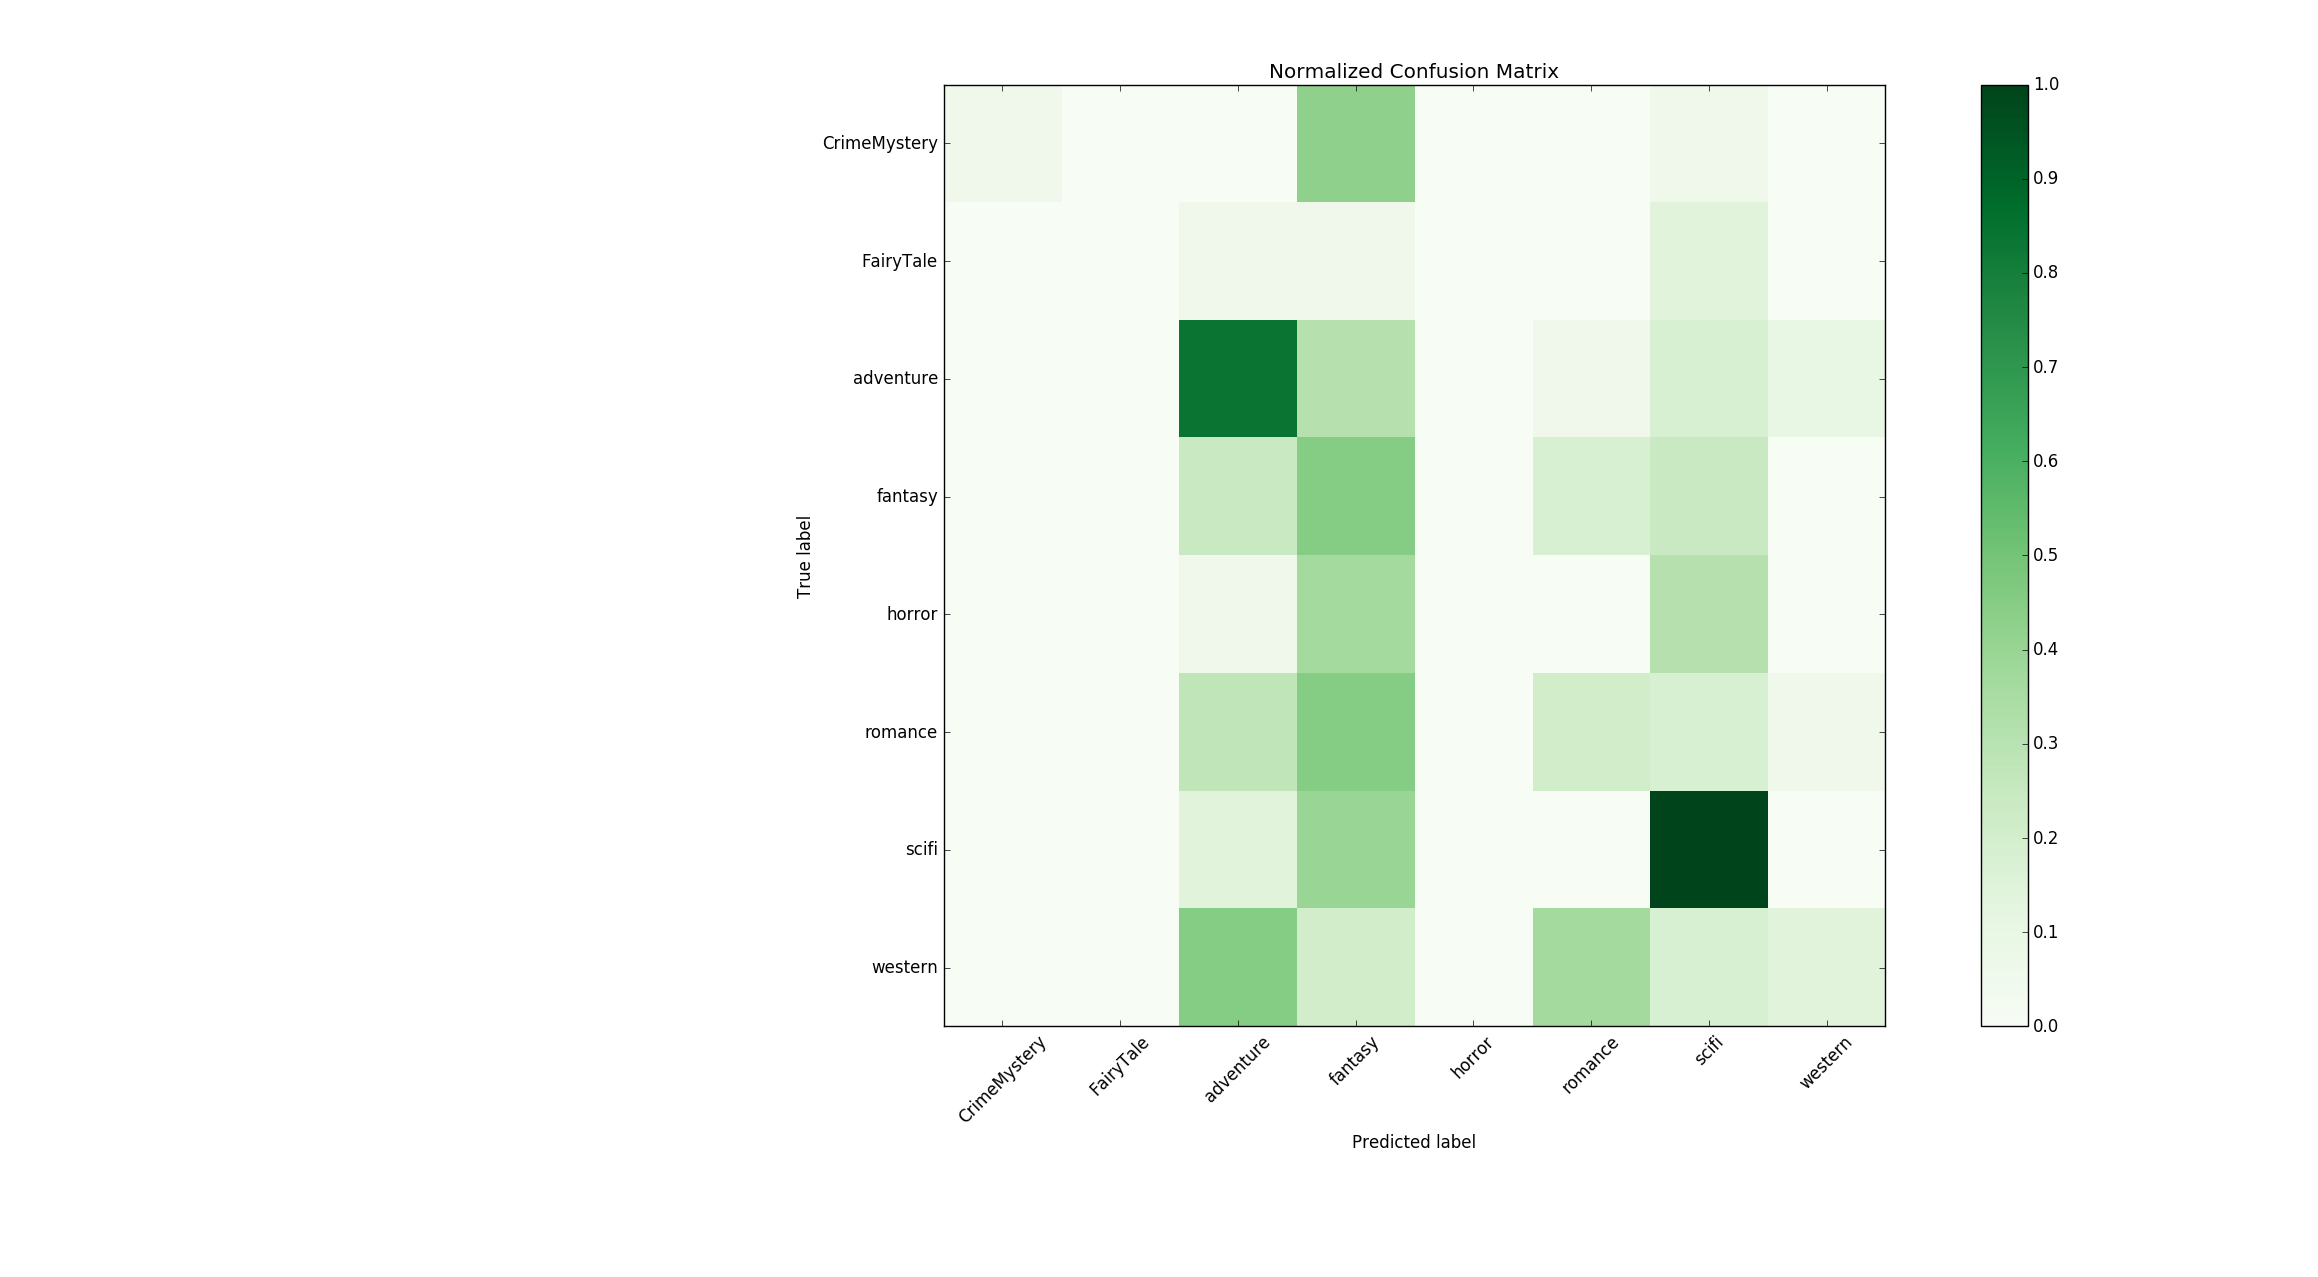 Normalized Confusion Matrix
CrimeMystery
FairyTale
adventure
fantasy
horror
romance
scifi
western
True label
CrimeMystery
FairyTale
adventure
fantasy
horror
romance
scifi
western
Predicted label
1.0
0.9
0.8
0.7
0.6
0.5
0.4
0.3
0.2
0.1
0.0